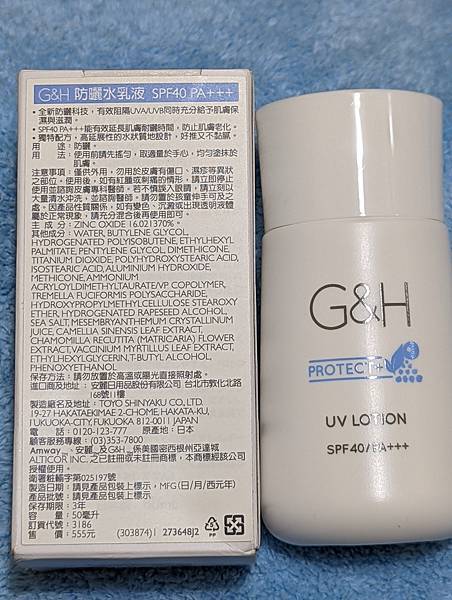 G&H 防曬水乳液 SPF40 PA+++
• 全新防曬科技，有效阻隔UVA/UVB同時充分給予肌膚保
濕與滋潤。
• SPF40 PA+++能有效延長肌膚耐曬時間，防止肌膚老化。
• 獨特配方，高延展性的水狀質地設計，好推又不黏膩。
用　途：防曬。
用　法：使用前請先搖勻，取適量於手心，均勻塗抹於
肌膚。
注意事項：僅供外用，勿用於皮膚有傷口、濕疹等異狀
之部位。使用後，如有紅腫或刺癢的情形，請立即停止
使用並諮詢皮膚專科醫師。若不慎誤入眼睛，請立刻以
大量清水沖洗，並諮詢醫師。請勿放置於孩童伸手可及之
處。因產品性質關係，如有變色、沉澱或出現透明液體
屬於正常現象，請充分混合後再使用即可。
主 成 分：ZINC OXIDE 16.021370%。
其他成分：WATER, BUTYLENE GLYCOL,
HYDROGENATED POLYISOBUTENE, ETHYLHEXYL
PALMITATE, PENTYLENE GLYCOL, DIMETHICONE,
TITANIUM DIOXIDE, POLYHYDROXYSTEARIC ACID,
ISOSTEARIC ACID, ALUMINUM HYDROXIDE,
METHICONE, AMMONIUM
ACRYLOYLDIMETHYLTAURATE/VP COPOLYMER,
TREMELLA FUCIFORMIS POLYSACCHARIDE,
HYDROXYPROPYLMETHYLCELLULOSE STEAROXY
ETHER, HYDROGENATED RAPESEED ALCOHOL,
SEA SALT, MESEMBRYANTHEMUM CRYSTALLINUM
JUICE, CAMELLIA SINENSIS LEAF EXTRACT,
CHAMOMILLA RECUTITA (MATRICARIA) FLOWER
EXTRACT, VACCINIUM MYRTILLUS LEAF EXTRACT,
ETHYLHEXYLGLYCERIN, T-BUTYL ALCOHOL,
PHENOXYETHANOL
保存方法：請勿放置於高溫或陽光直接照射處。
進口商及地址：安麗日用品股份有限公司 台北市敦化北路
168號11樓
製造廠名及地址：TOYO SHINYAKU CO., LTD.
19-27 HAKATAEKIMAE 2-CHOME, HAKATA-KU,
FUKUOKA-CITY, FUKUOKA 812-0011 JAPAN
電　話：0120-123-777　原產地：日本
顧客服務專線：(03)353-7800
Amway、安麗、及G&H係美國密西根州亞達城
ALTICOR INC. 之已註冊或未註冊商標，本商標經該公司
授權使用。
衛署粧輸字第025197號
製造日期：請見產品包裝上標示，MFG(日/月/西元年)
產品批號：請見產品包裝上標示。
保存期限：3年
容　量：50毫升
訂貨代號：3186
售　價：555元
(303874) 273648J2
PP
G&H
PROTECT+
UV LOTION
SPF40/PA+++